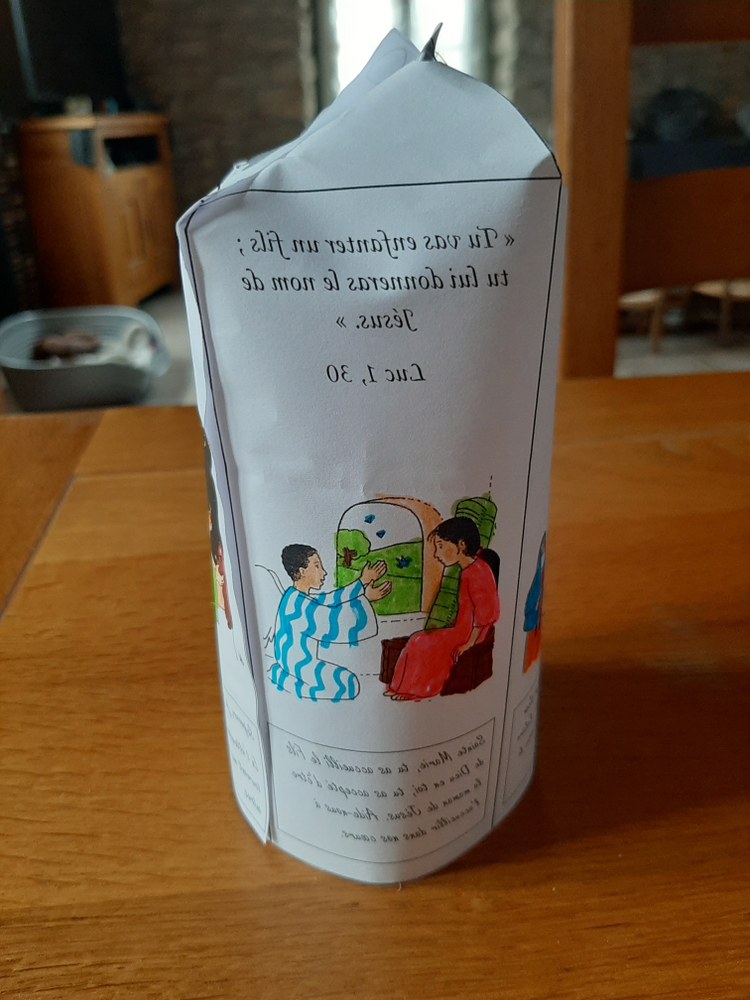 « Tu vas enfanter un fils ;
tu lui donneras le nom de
Jésus. »
Luc 1, 30
Sainte Marie, tu as accueilli le Fils
de Dieu en toi, tu as accepté d'être
la maman de Jésus. Aide-nous à
l'accueillir dans nos cœurs.